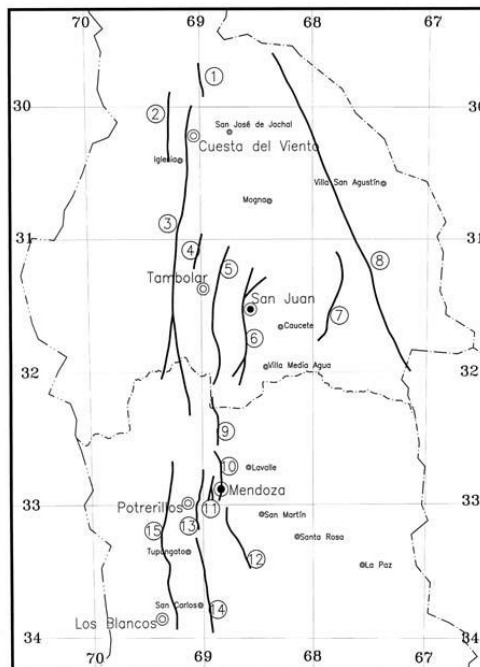 70 69 68 67
①
30
②
San José de Jachal
Cuesta del Viento
Iglesia
Villa San Agustín
Mogna
③
④
31
⑤
⑧
Tambolar
San Juan
⑦
Caucete
⑥
Villa Media Agua
32
⑨
⑩
Lavalle
Mendoza
33
Potrerillos
⑪
San Martín
⑮
⑬
Santa Rosa
Tupungato
⑫
La Paz
San Carlos
⑭
Los Blancos
34
70 69 68 67
30
31
32
33
34